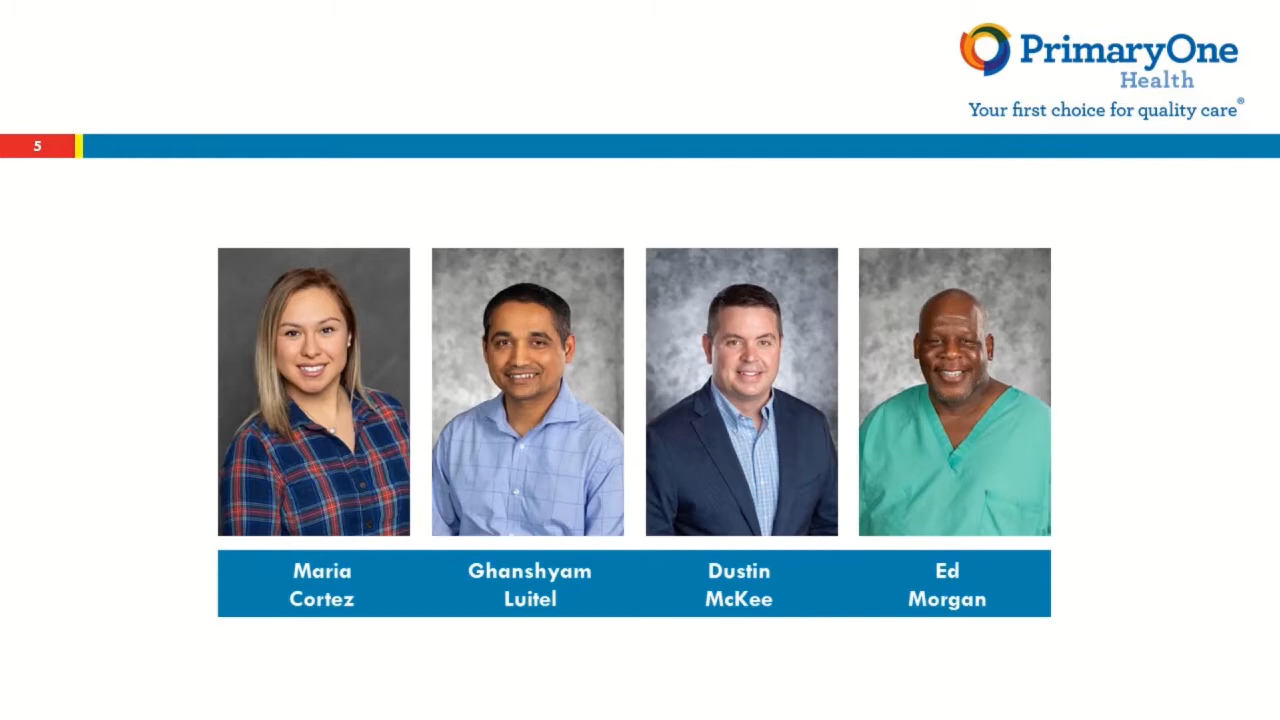 PrimaryOne
Health
Your first choice for quality care®
5
Maria
Cortez
Ghanshyam
Luitel
Dustin
McKee
Ed
Morgan